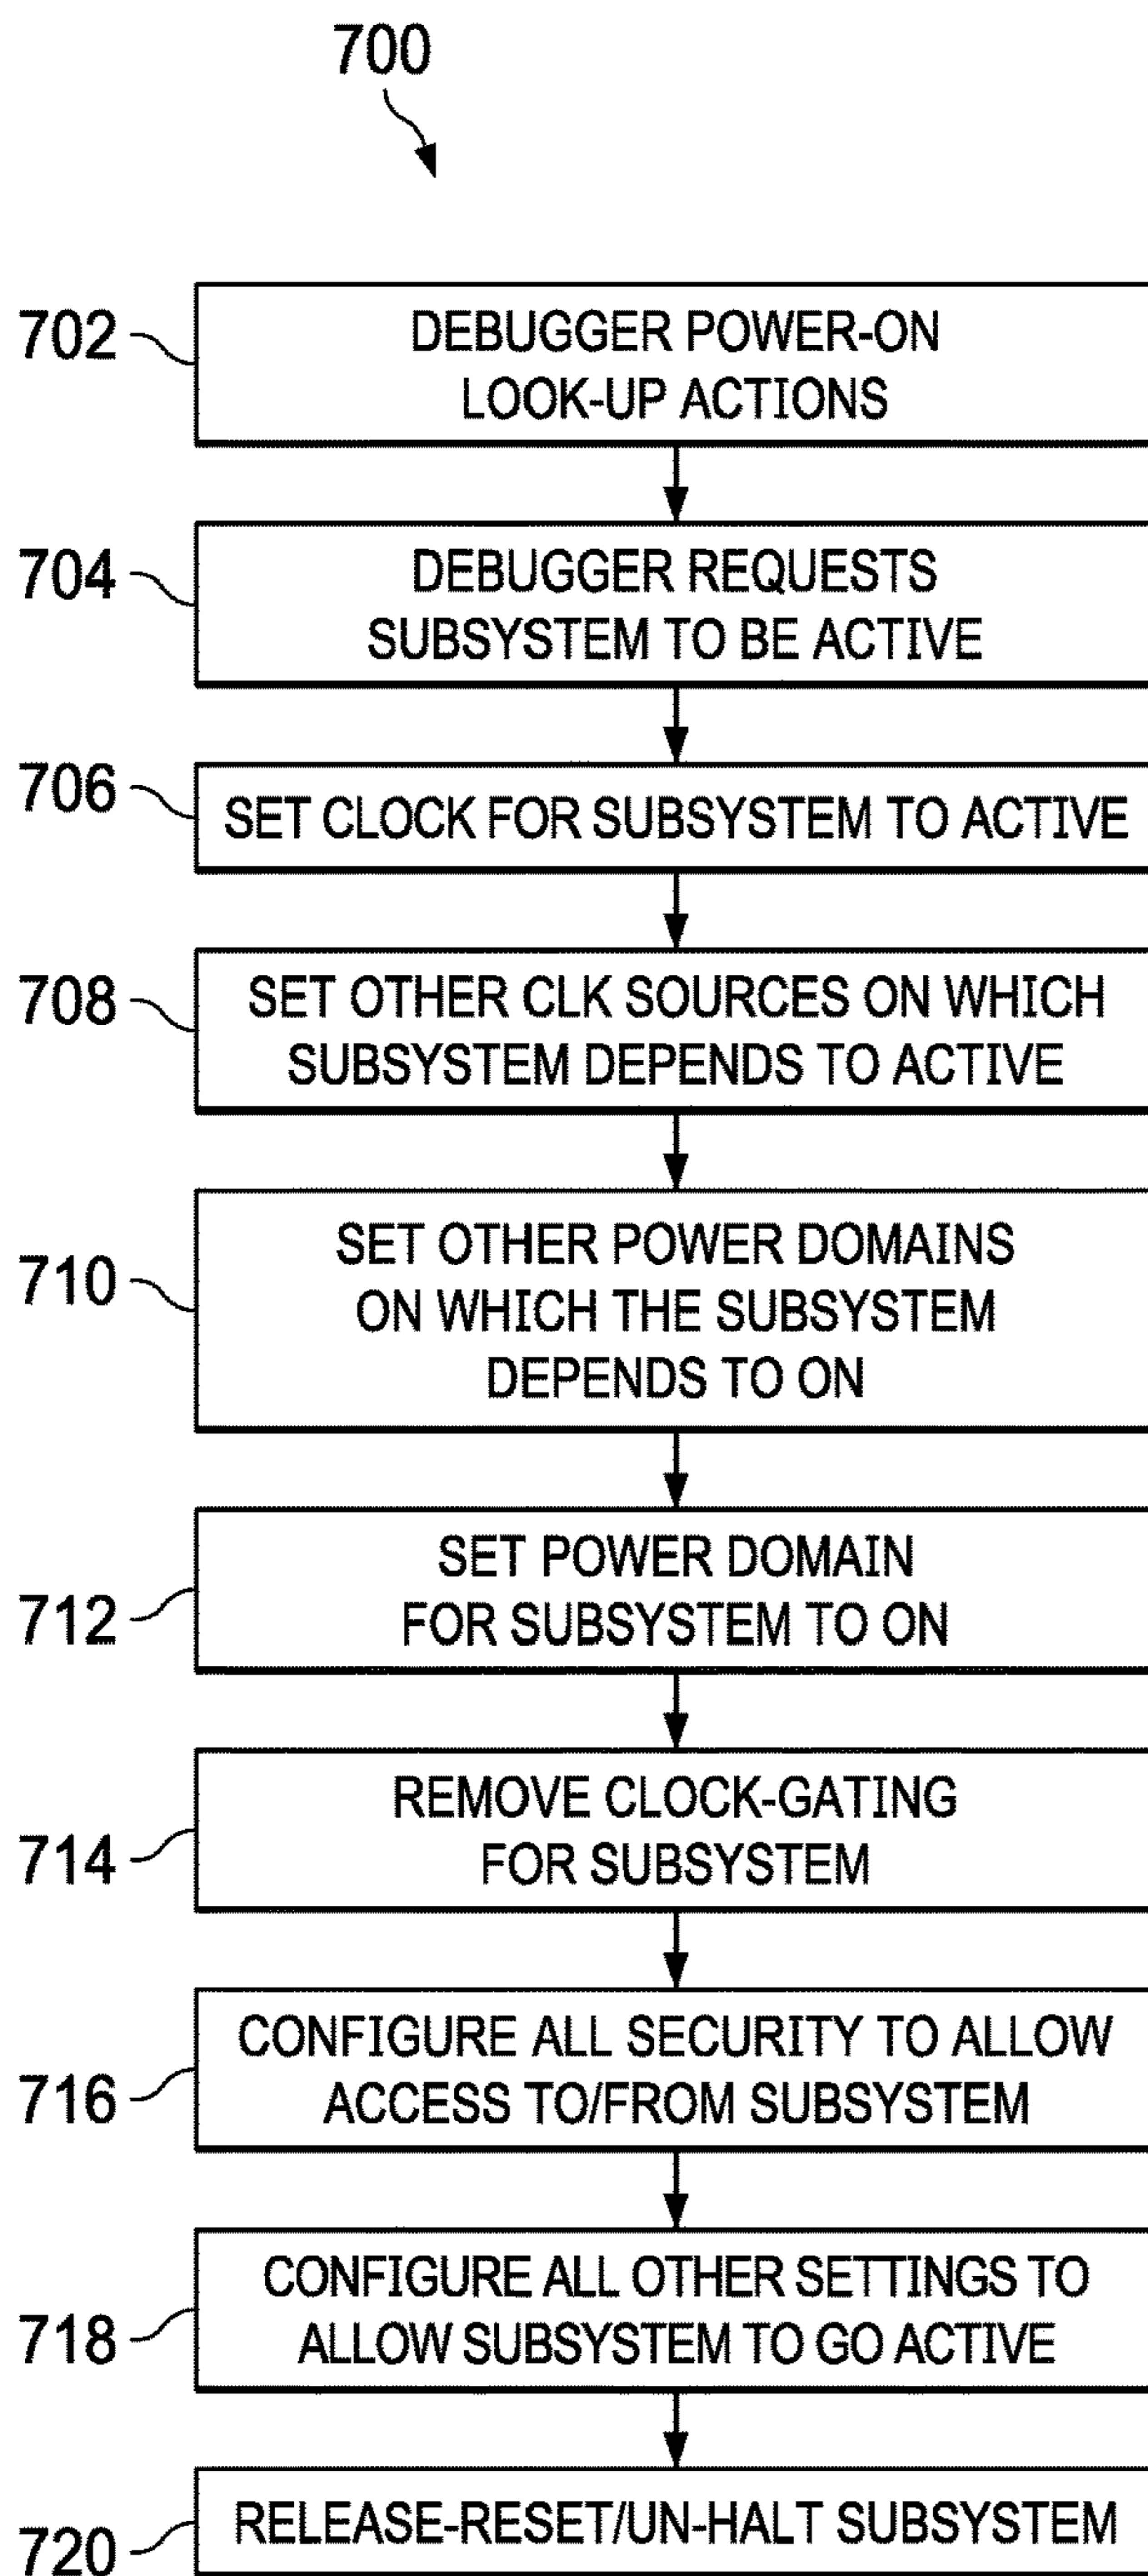 700
702
DEBUGGER POWER-ON
LOOK-UP ACTIONS
704
DEBUGGER REQUESTS
SUBSYSTEM TO BE ACTIVE
706
SET CLOCK FOR SUBSYSTEM TO ACTIVE
708
SET OTHER CLK SOURCES ON WHICH
SUBSYSTEM DEPENDS TO ACTIVE
710
SET OTHER POWER DOMAINS
ON WHICH THE SUBSYSTEM
DEPENDS TO ON
712
SET POWER DOMAIN
FOR SUBSYSTEM TO ON
714
REMOVE CLOCK-GATING
FOR SUBSYSTEM
716
CONFIGURE ALL SECURITY TO ALLOW
ACCESS TO/FROM SUBSYSTEM
718
CONFIGURE ALL OTHER SETTINGS TO
ALLOW SUBSYSTEM TO GO ACTIVE
720
RELEASE-RESET/UN-HALT SUBSYSTEM